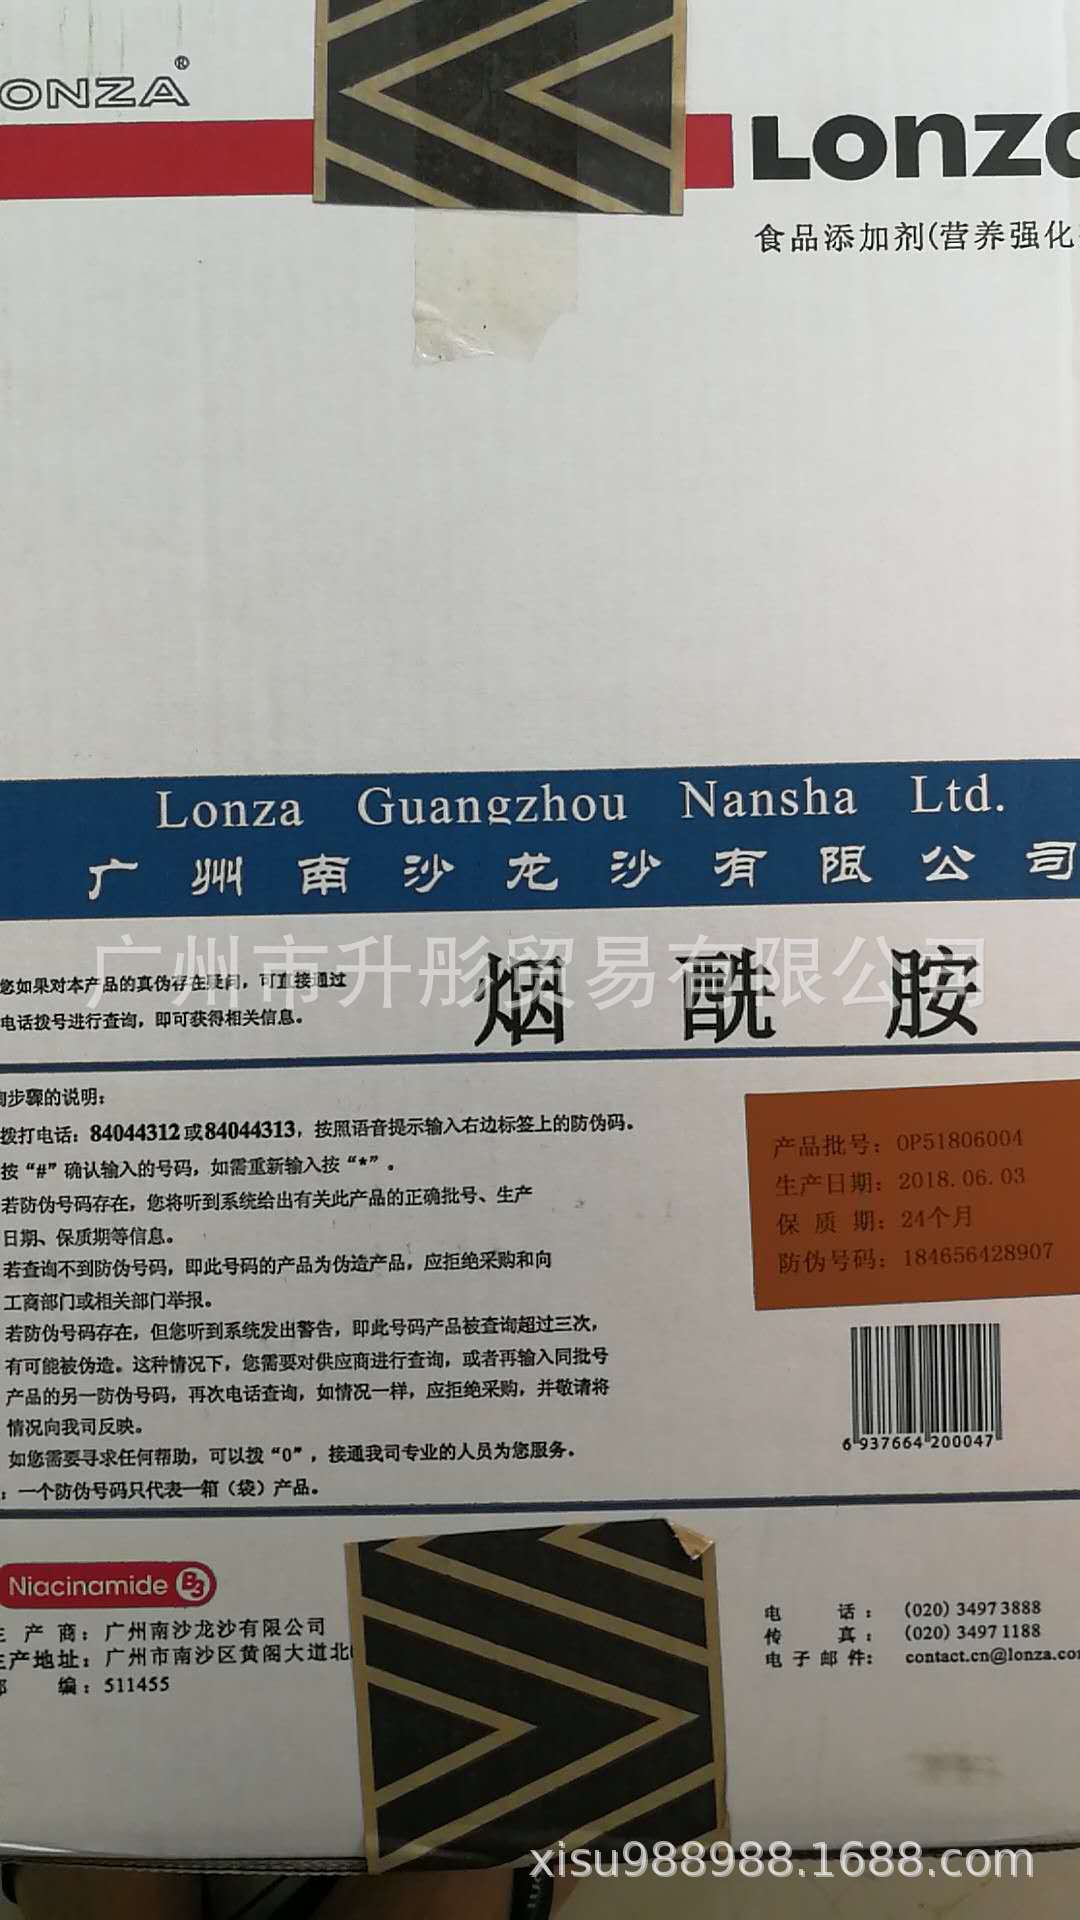 ONZA®
Lonza
食品添加剂(营养强化
Lonza Guangzhou Nansha Ltd.
广州南沙龙沙有限公司
广州市升彤贸易有限公司
烟酰胺
您如果对本产品的真伪存在疑问，可直接通过
电话拨号进行查询，即可获得相关信息。
询步骤的说明：
拨打电话：84044312或84044313，按照语音提示输入右边标签上的防伪码。
按“#”确认输入的号码，如需重新输入按“*”。
若防伪号码存在，您将听到系统给出有关此产品的正确批号、生产
日期、保质期等信息。
若查询不到防伪号码，即此号码的产品为伪造产品，应拒绝采购和向
工商部门或相关部门举报。
若防伪号码存在，但您听到系统发出警告，即此号码产品被查询超过三次，
有可能被伪造。这种情况下，您需要对供应商进行查询，或者再输入同批号
产品的另一防伪号码，再次电话查询，如情况一样，应拒绝采购，并敬请将
情况向我司反映。
如您需要寻求任何帮助，可以拨“0”，接通我司专业的人员为您服务。
：一个防伪号码只代表一箱（袋）产品。
产品批号：OP51806004
生产日期：2018.06.03
保 质 期：24个月
防伪号码：184656428907
6 937664 200047
Niacinamide B3
生 产 商：广州南沙龙沙有限公司
生产地址：广州市南沙区黄阁大道北
邮 编：511455
电 话：(020) 3497 3888
传 真：(020) 3497 1188
电子邮件：contact.cn@lonza.co
xisu988988.1688.com